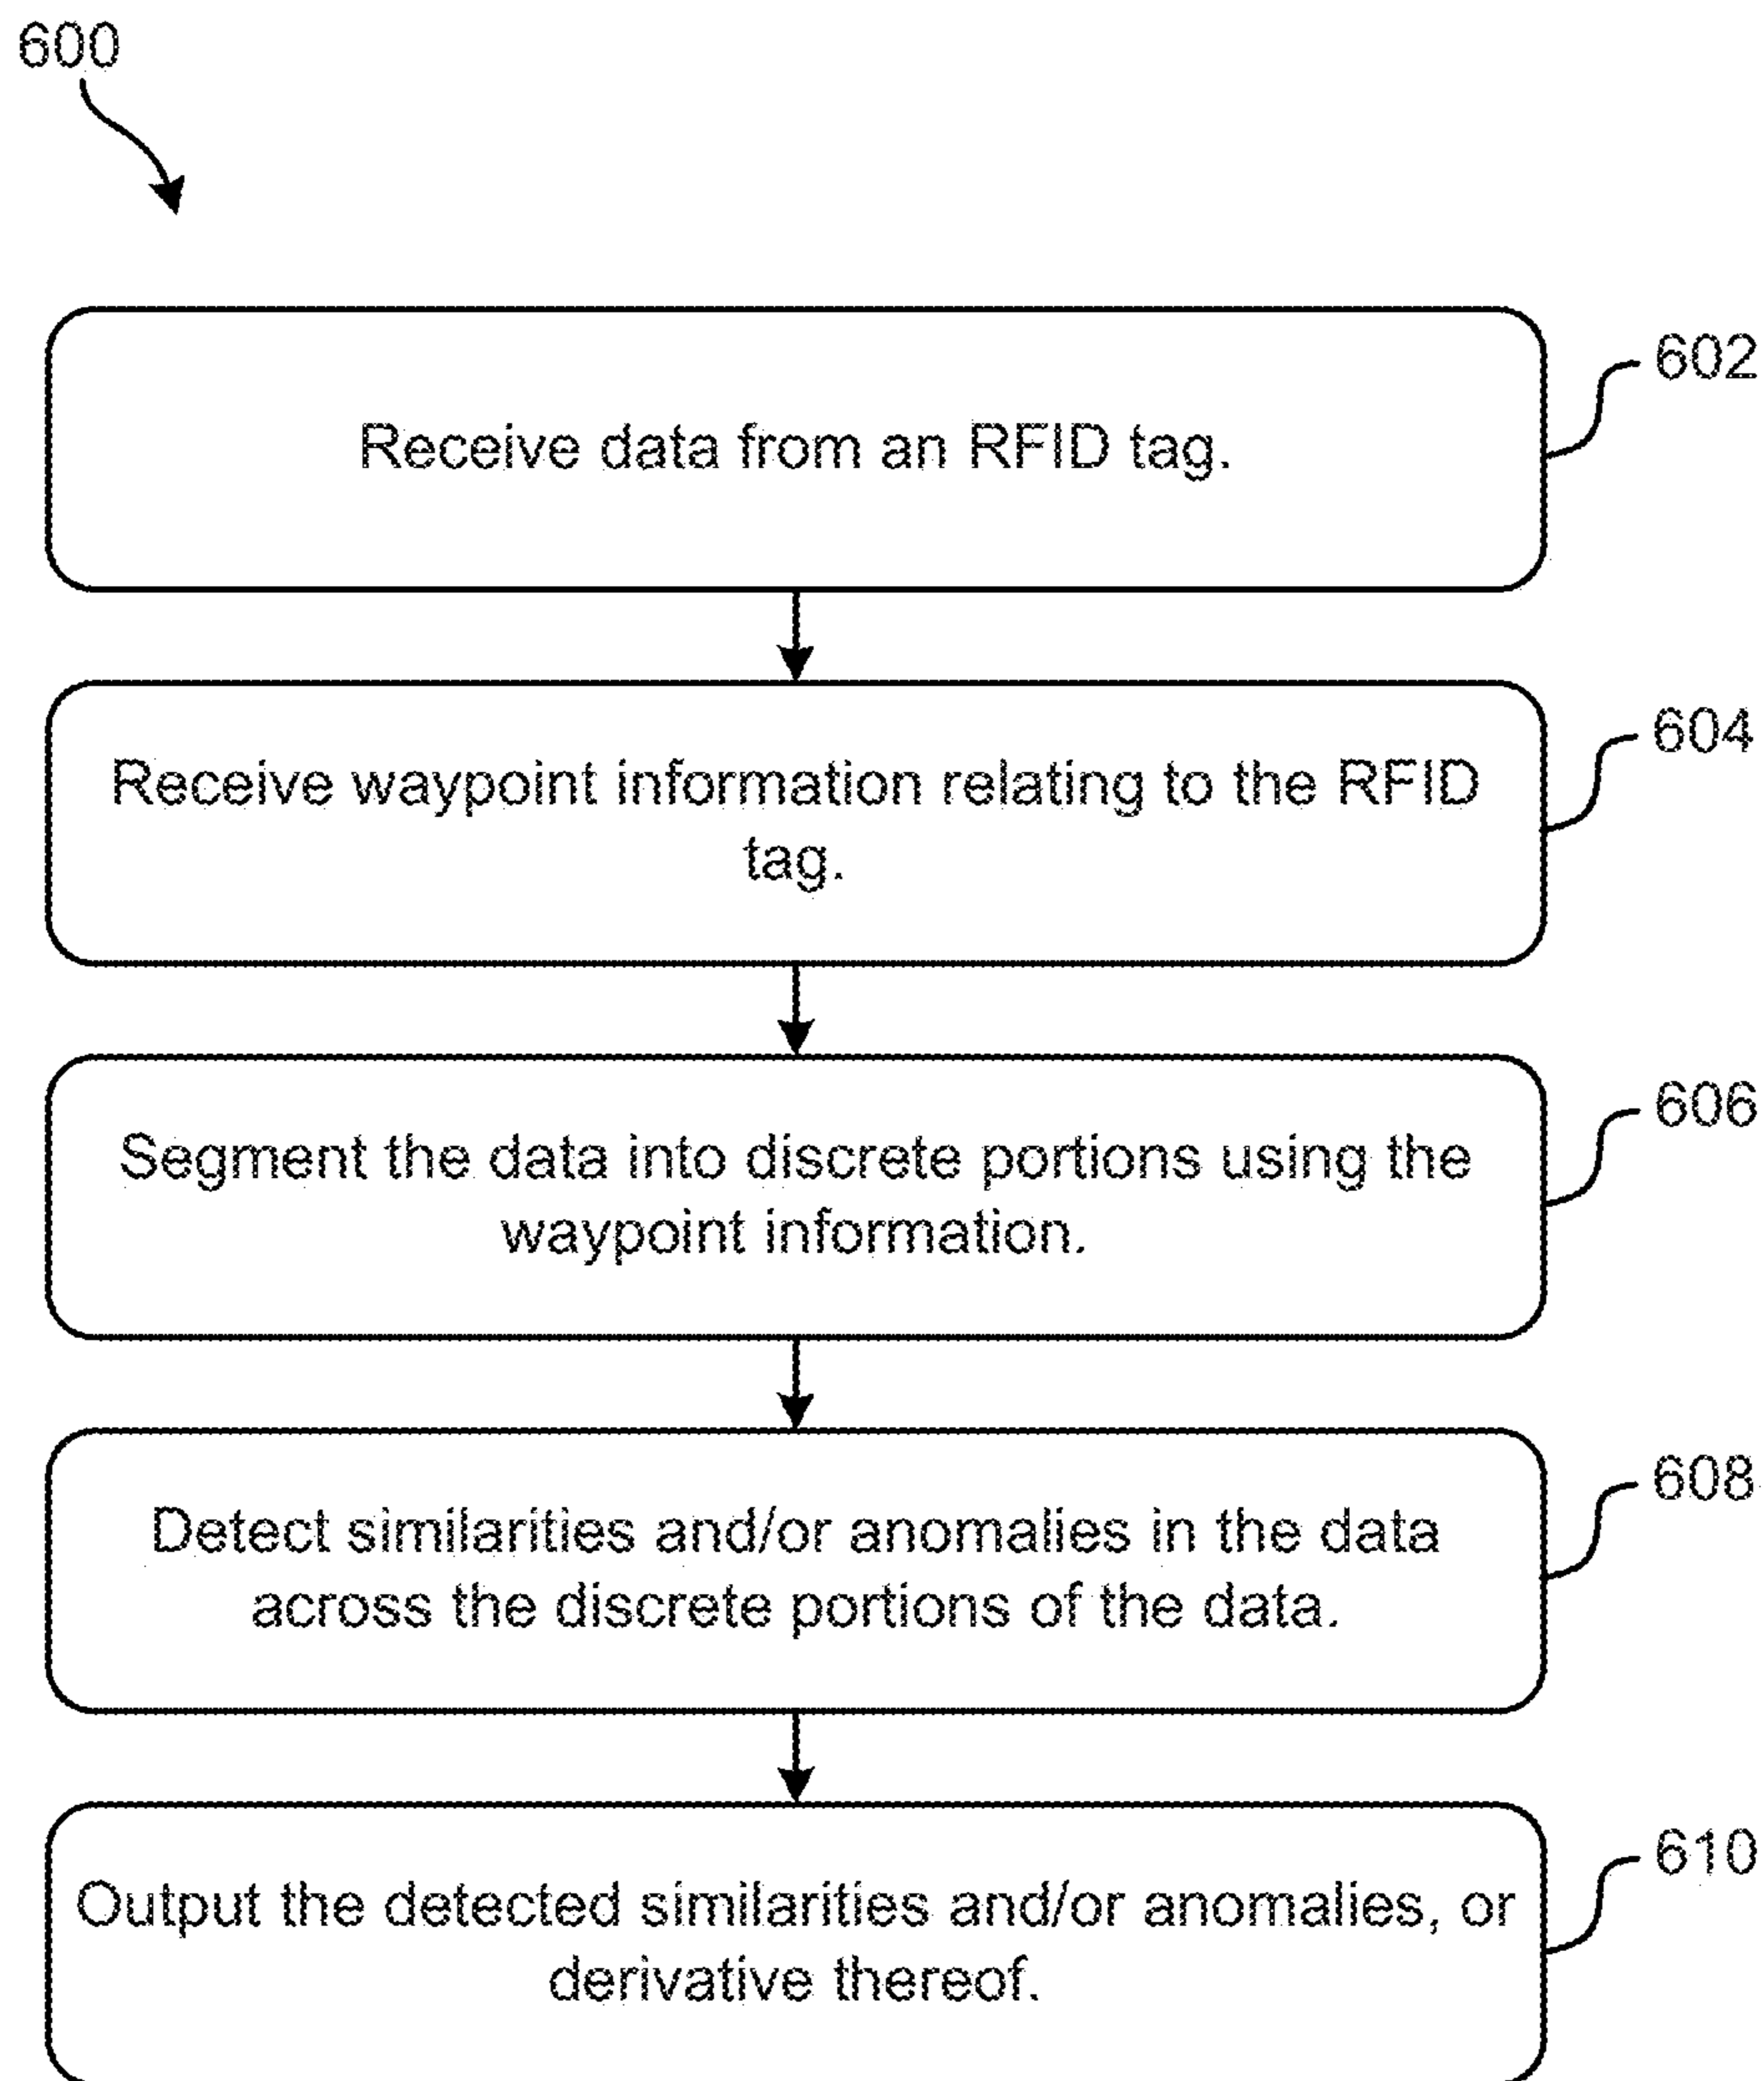 600
Receive data from an RFID tag.
602
Receive waypoint information relating to the RFID
tag.
604
Segment the data into discrete portions using the
waypoint information.
606
Detect similarities and/or anomalies in the data
across the discrete portions of the data.
608
Output the detected similarities and/or anomalies, or
derivative thereof.
610